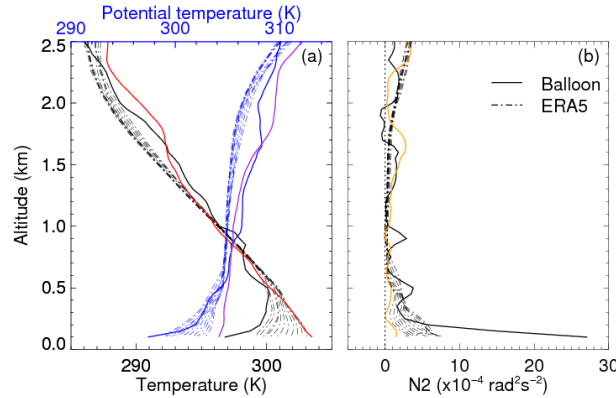 Potential temperature (K)
290 300 310
2.5 (a) (b)
Balloon
ERA5
2.0
1.5
1.0
0.5
0.0
Altitude (km)
290 300 0 10 20 30
Temperature (K) N2 (x10⁻⁴ rad²s⁻²)